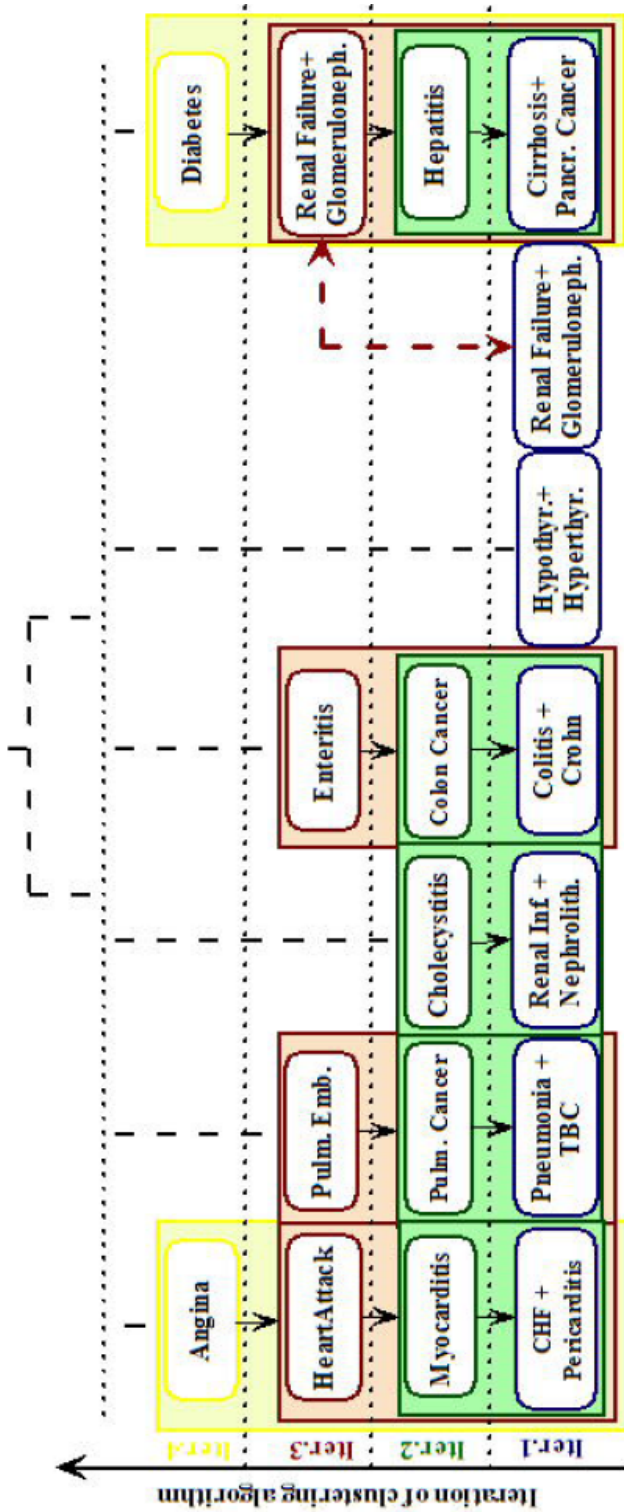 Iteration of clustering algorithm
Iter.4
Iter.3
Iter.2
Iter.1
Angina
Diabetes
HeartAttack
Pulm. Emb.
Enteritis
Renal Failure+
Glomeruloneph.
Myocarditis
Pulm. Cancer
Cholecystitis
Colon Cancer
Hepatitis
CHF +
Pericarditis
Pneumonia +
TBC
Renal Inf. +
Nephrolith.
Colitis +
Crohn
Hypothyr.+
Hyperthyr.
Renal Failure+
Glomeruloneph.
Cirrhosis+
Pancr. Cancer